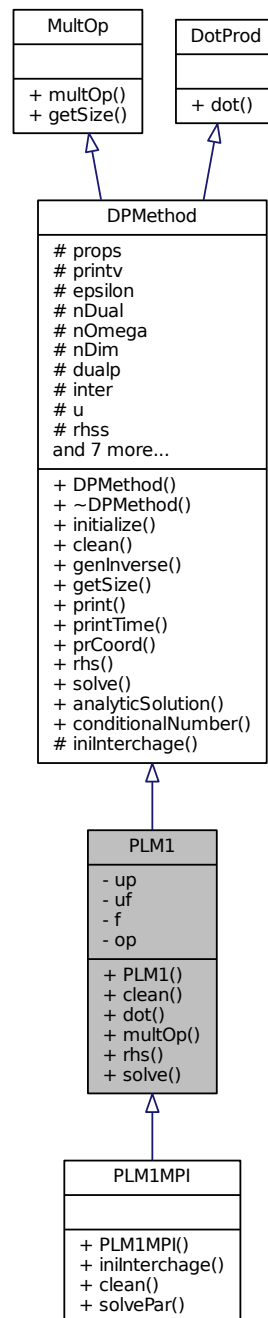 MultOp
+ multOp()
+ getSize()
DotProd
+ dot()
DPMethod
# props
# printv
# epsilon
# nDual
# nOmega
# nDim
# dualp
# inter
# u
# rhss
and 7 more...
+ DPMethod()
+ ~DPMethod()
+ initialize()
+ clean()
+ genInverse()
+ getSize()
+ print()
+ printTime()
+ prCoord()
+ rhs()
+ solve()
+ analyticSolution()
+ conditionalNumber()
# iniInterchage()
PLM1
- up
- uf
- f
- op
+ PLM1()
+ clean()
+ dot()
+ multOp()
+ rhs()
+ solve()
PLM1MPI
+ PLM1MPI()
+ iniInterchage()
+ clean()
+ solvePar()